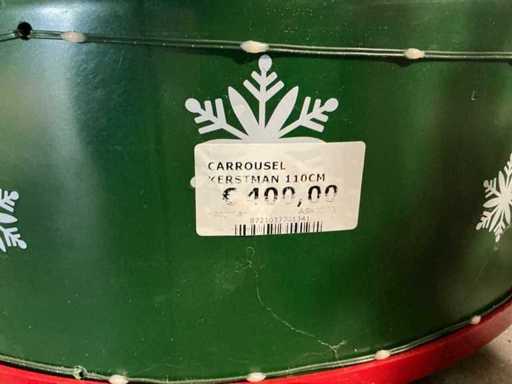 CARROUSEL
KERSTMAN 110CM
€ 400,00